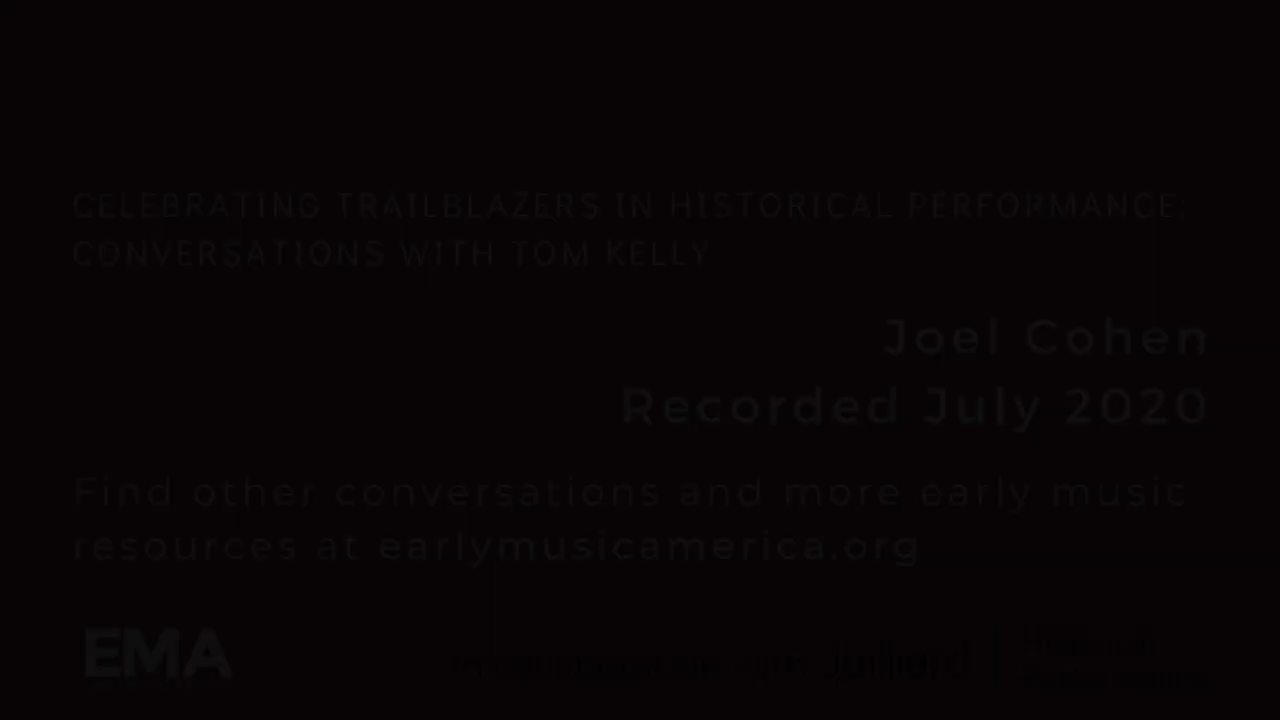 CELEBRATING TRAILBLAZERS IN HISTORICAL PERFORMANCE:
CONVERSATIONS WITH TOM KELLY
Joel Cohen
Recorded July 2020
Find other conversations and more early music
resources at earlymusicamerica.org
EMA
Juilliard